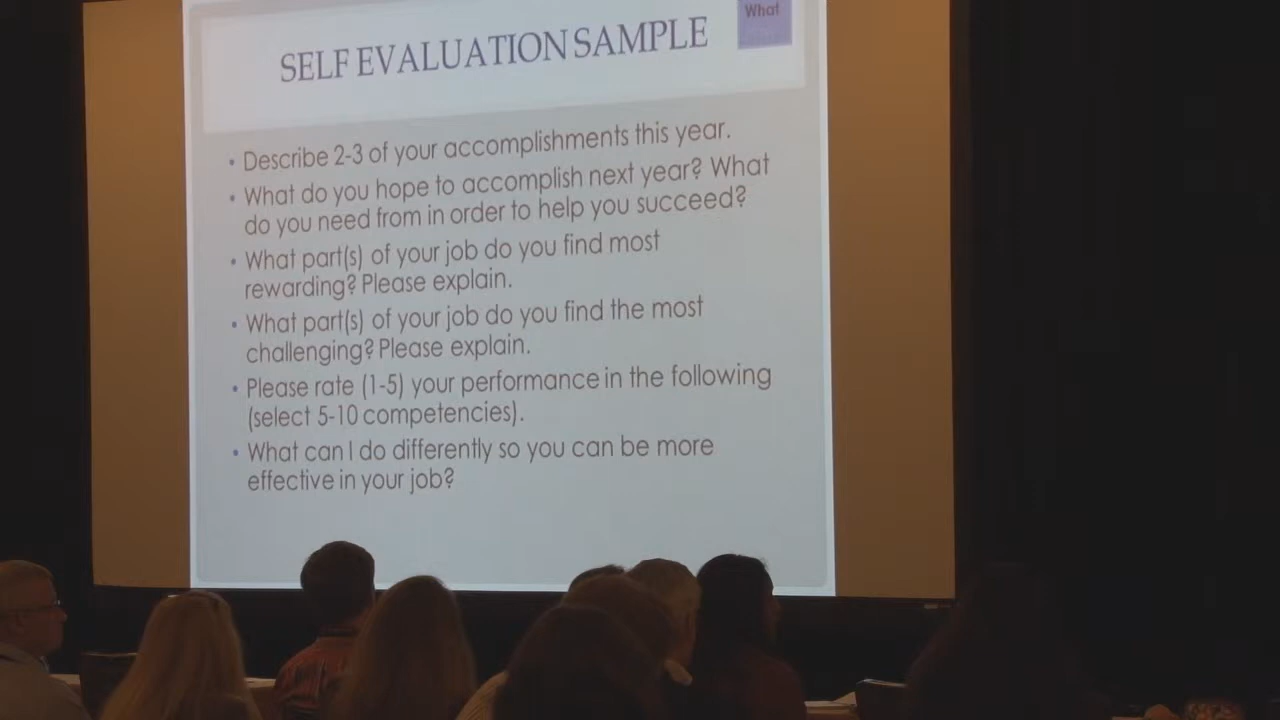 What
SELF EVALUATION SAMPLE
• Describe 2-3 of your accomplishments this year.
• What do you hope to accomplish next year? What
do you need from in order to help you succeed?
• What part(s) of your job do you find most
rewarding? Please explain.
• What part(s) of your job do you find the most
challenging? Please explain.
• Please rate (1-5) your performance in the following
(select 5-10 competencies).
• What can I do differently so you can be more
effective in your job?